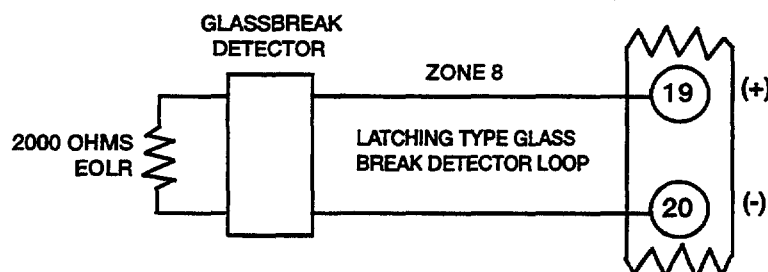 GLASSBREAK
DETECTOR
ZONE 8
19
(+)
2000 OHMS
EOLR
LATCHING TYPE GLASS
BREAK DETECTOR LOOP
20
(-)